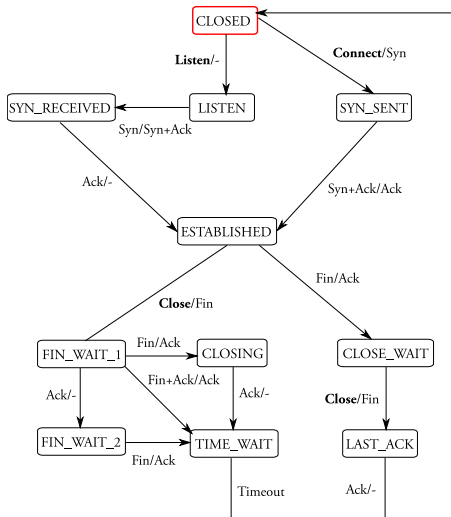 CLOSED
Listen/-
Connect/Syn
SYN_RECEIVED
LISTEN
SYN_SENT
Syn/Syn+Ack
Ack/-
Syn+Ack/Ack
ESTABLISHED
Fin/Ack
Close/Fin
FIN_WAIT_1
Fin/Ack
CLOSING
CLOSE_WAIT
Fin+Ack/Ack
Ack/-
Ack/-
Close/Fin
FIN_WAIT_2
TIME_WAIT
LAST_ACK
Fin/Ack
Timeout
Ack/-